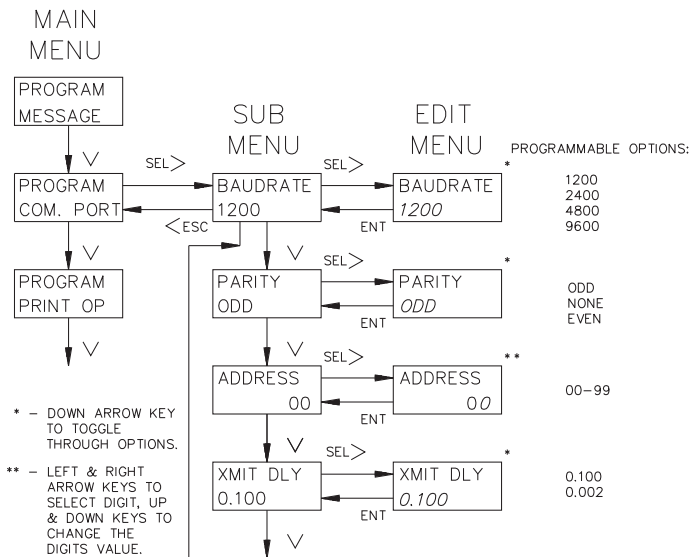 MAIN
MENU
PROGRAM
MESSAGE
SUB
MENU
EDIT
MENU
PROGRAMMABLE OPTIONS:
SEL>
SEL>
PROGRAM
COM. PORT
BAUDRATE
1200
BAUDRATE
1200
*
1200
2400
4800
9600
<ESC
ENT
SEL>
PROGRAM
PRINT OP
PARITY
ODD
PARITY
ODD
*
ODD
NONE
EVEN
ENT
SEL>
ADDRESS
00
ADDRESS
00
**
00-99
ENT
* - DOWN ARROW KEY
TO TOGGLE
THROUGH OPTIONS.
SEL>
** - LEFT & RIGHT
ARROW KEYS TO
SELECT DIGIT, UP
& DOWN KEYS TO
CHANGE THE
DIGITS VALUE.
XMIT DLY
0.100
XMIT DLY
0.100
*
0.100
0.002
ENT